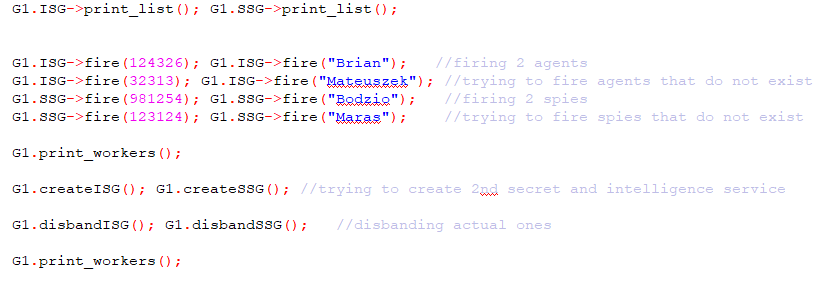 G1.ISG->print_list(); G1.SSG->print_list();
G1.ISG->fire(124326); G1.ISG->fire("Brian"); //firing 2 agents
G1.ISG->fire(32313); G1.ISG->fire("Mateuszek"); //trying to fire agents that do not exist
G1.SSG->fire(981254); G1.SSG->fire("Bodzio"); //firing 2 spies
G1.SSG->fire(123124); G1.SSG->fire("Maras"); //trying to fire spies that do not exist
G1.print_workers();
G1.createISG(); G1.createSSG(); //trying to create 2nd secret and intelligence service
G1.disbandISG(); G1.disbandSSG(); //disbanding actual ones
G1.print_workers();